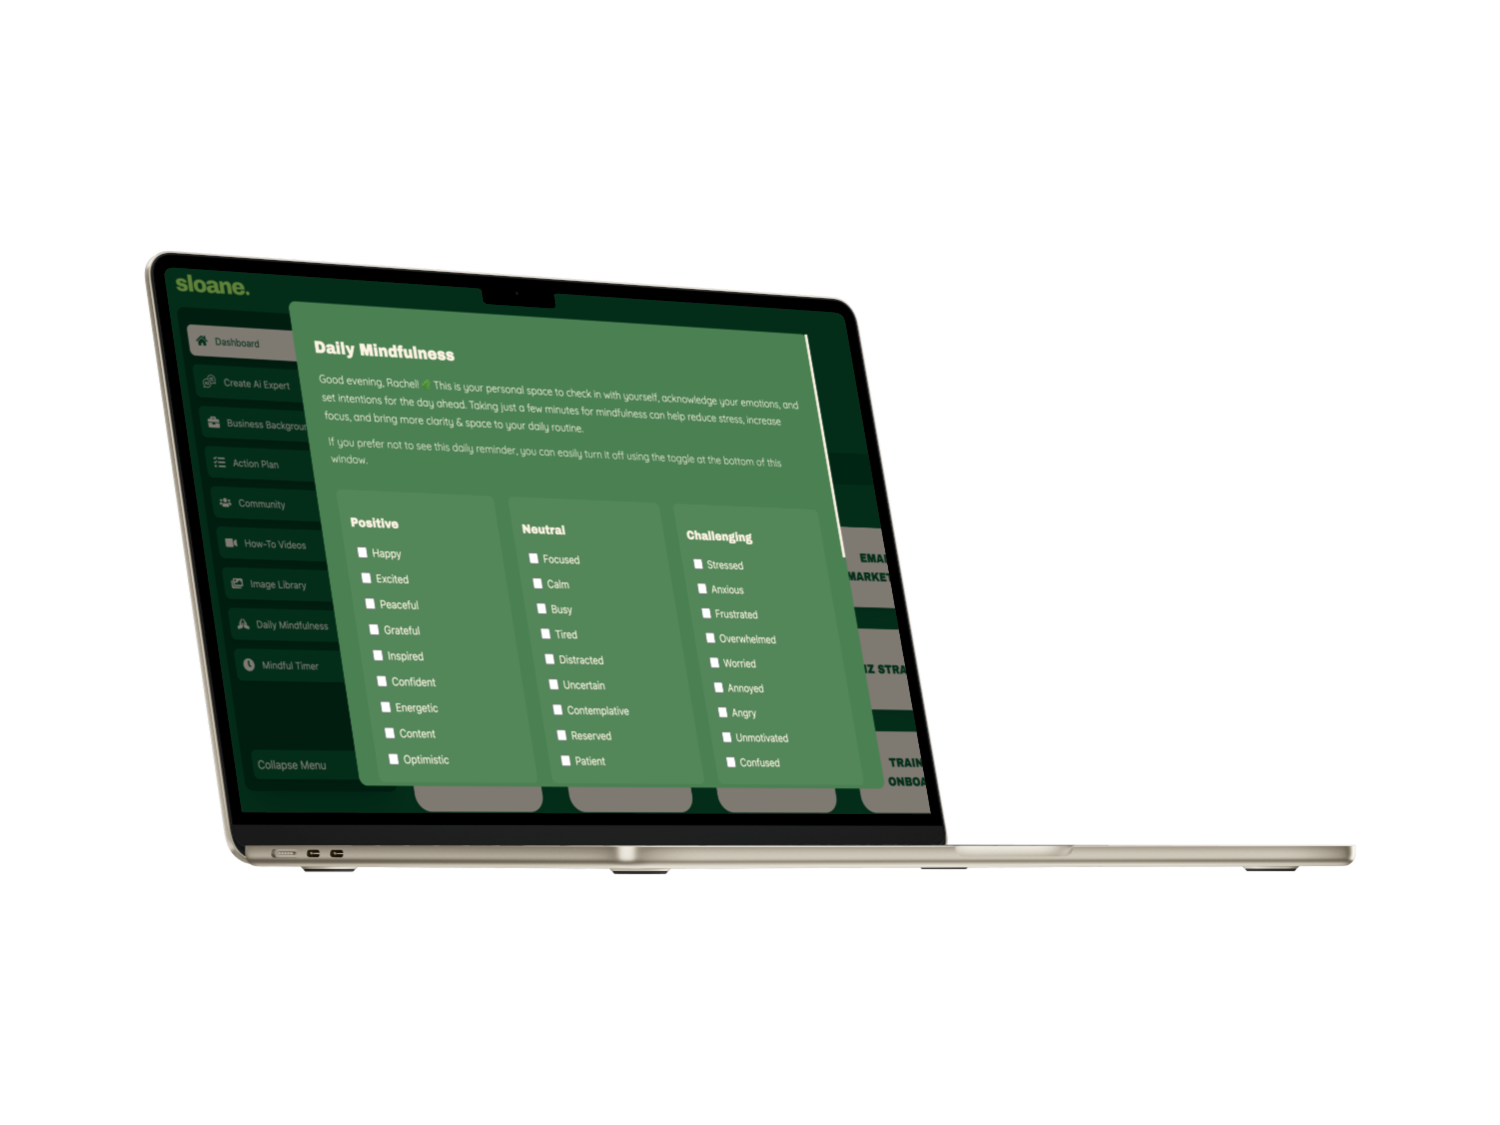 sloane.
Dashboard
Create Ai Expert
Business Backgroun
Action Plan
Community
How-To Videos
Image Library
Daily Mindfulness
Mindful Timer
Collapse Menu
Daily Mindfulness
Good evening, Rachel! This is your personal space to check in with yourself, acknowledge your emotions, and
set intentions for the day ahead. Taking just a few minutes for mindfulness can help reduce stress, increase
focus, and bring more clarity & space to your daily routine.
If you prefer not to see this daily reminder, you can easily turn it off using the toggle at the bottom of this
window.
Positive
Happy
Excited
Peaceful
Grateful
Inspired
Confident
Energetic
Content
Optimistic
Neutral
Focused
Calm
Busy
Tired
Distracted
Uncertain
Contemplative
Reserved
Patient
Challenging
Stressed
Anxious
Frustrated
Overwhelmed
Worried
Annoyed
Angry
Unmotivated
Confused
EMA
MARKET
IZ STRA
TRAIN
ONBOA